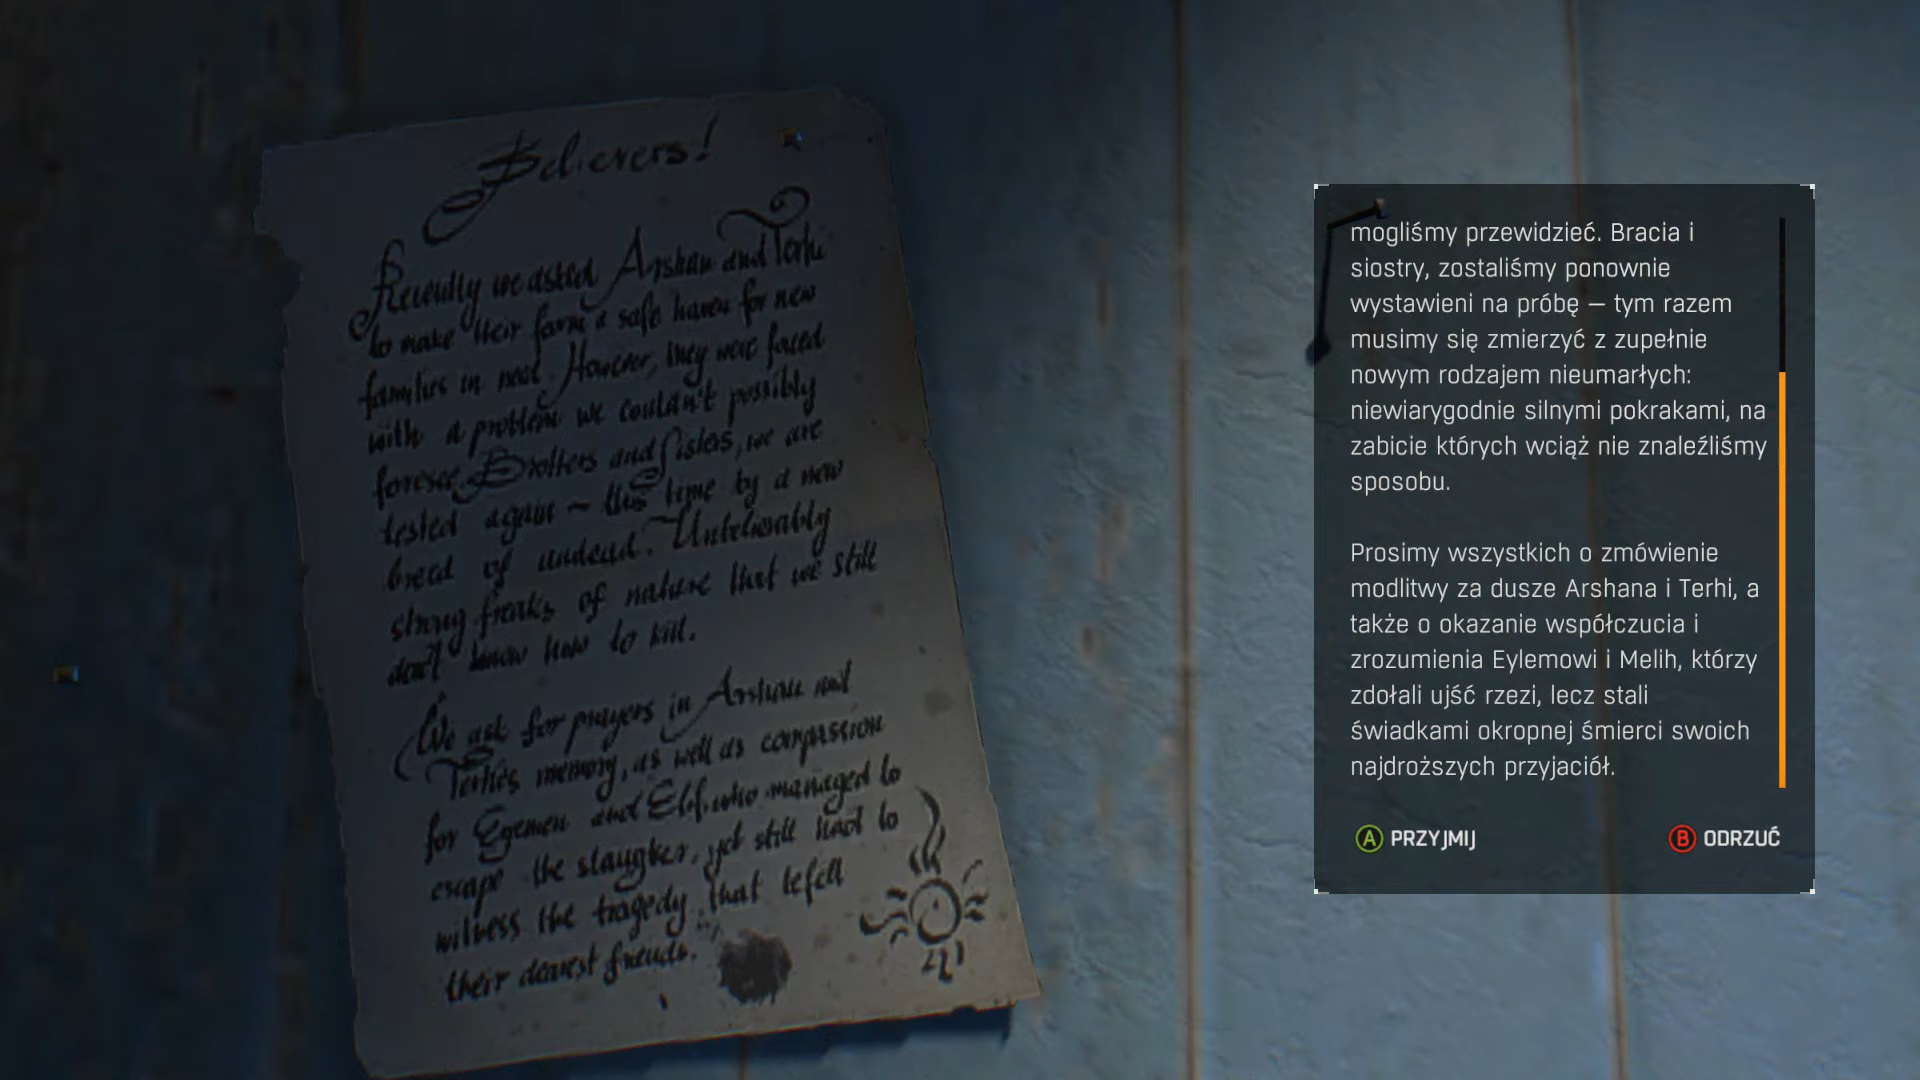 Believers!
Recently we asked Arshan and Terhi
to make their farm a safe haven for new
families in need. However, they were faced
with a problem we couldn't possibly
foresee. Brothers and Sisters, we are
tested again – this time by a new
breed of undead. Unbelievably
strong freaks of nature that we still
don't know how to kill.
We ask for prayers in Arshan and
Terhi's memory, as well as compassion
for Egemen and Elif, who managed to
escape the slaughter, yet still had to
witness the tragedy that befell
their dearest friends.
mogliśmy przewidzieć. Bracia i
siostry, zostaliśmy ponownie
wystawieni na próbę – tym razem
musimy się zmierzyć z zupełnie
nowym rodzajem nieumarłych:
niewiarygodnie silnymi pokrakami, na
zabicie których wciąż nie znaleźliśmy
sposobu.
Prosimy wszystkich o zmówienie
modlitwy za dusze Arshana i Terhi, a
także o okazanie współczucia i
zrozumienia Eylemowi i Melih, którzy
zdołali ujść rzezi, lecz stali
świadkami okropnej śmierci swoich
najdroższych przyjaciół.
A PRZYJMIJ
B ODRZUĆ